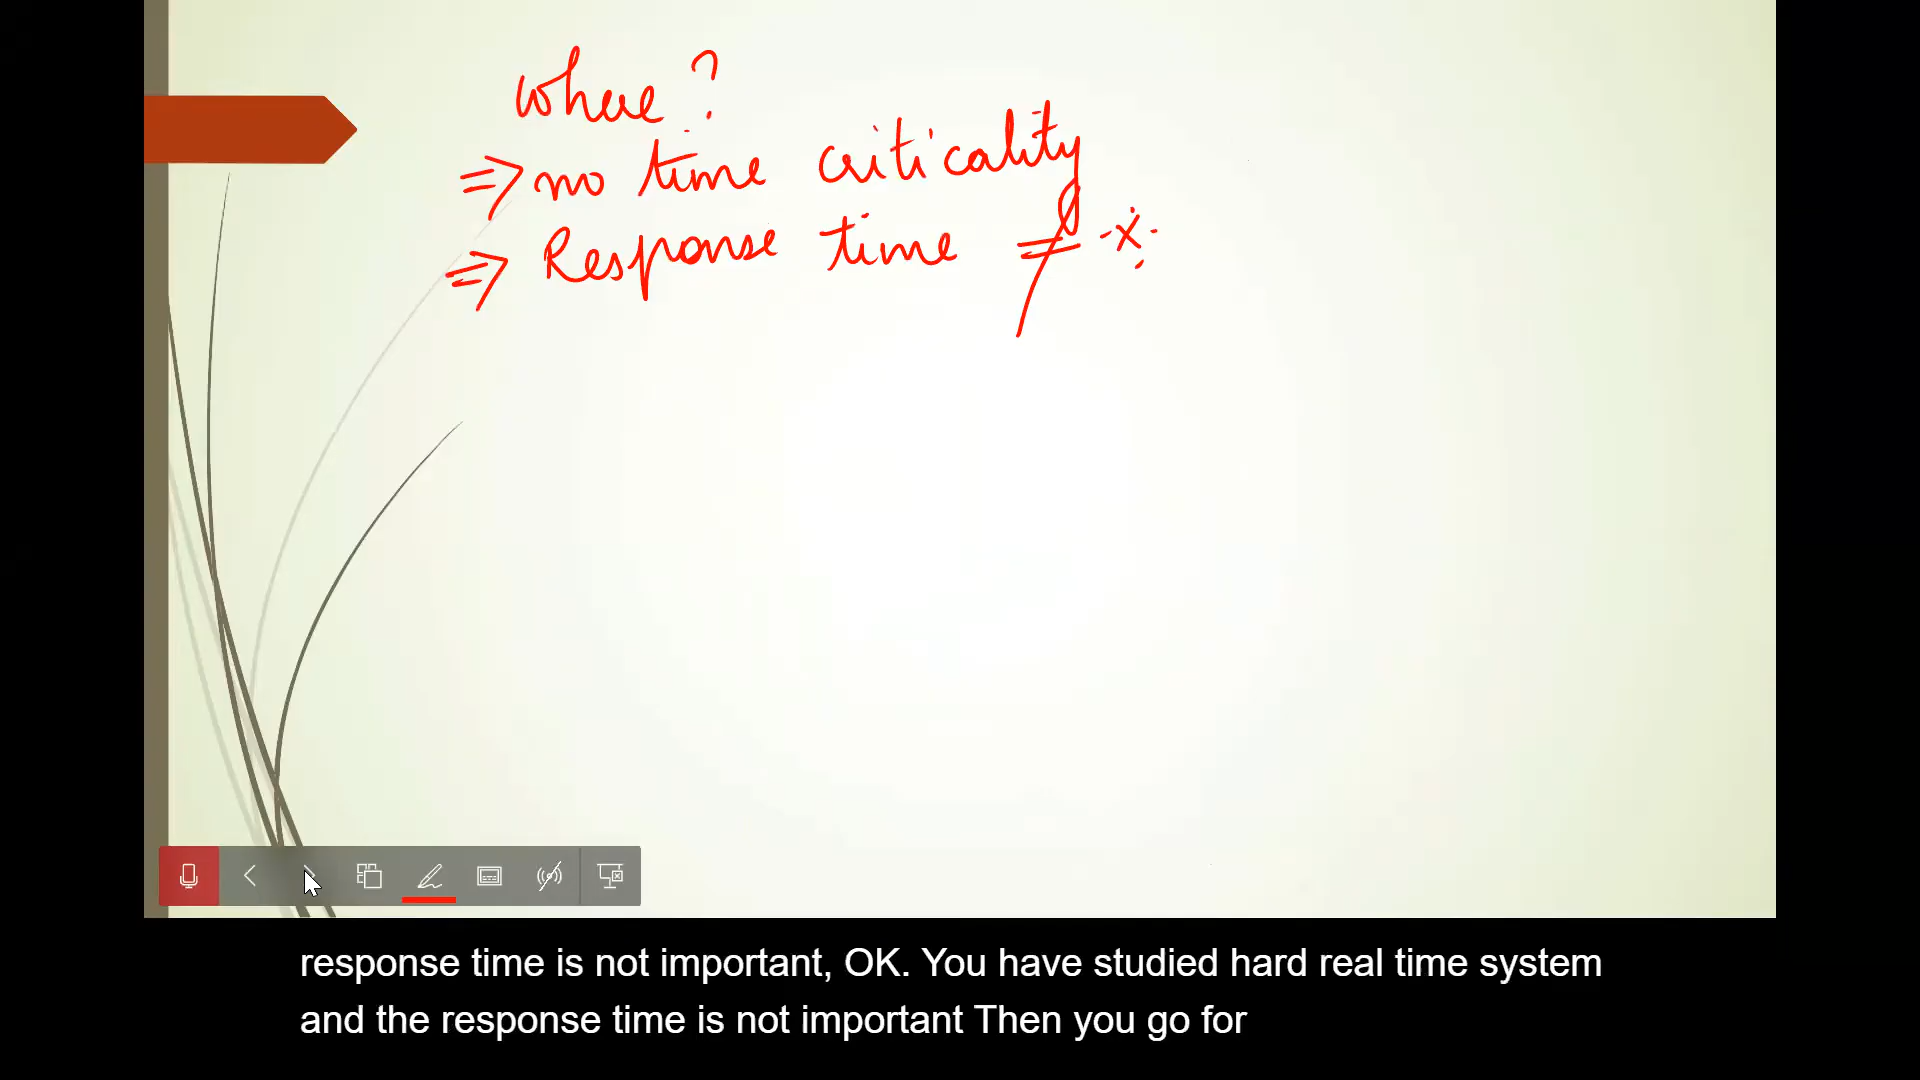 where?
⇒ no time criticality
⇒ Response time ≠ ·x·
response time is not important, OK. You have studied hard real time system
and the response time is not important Then you go for